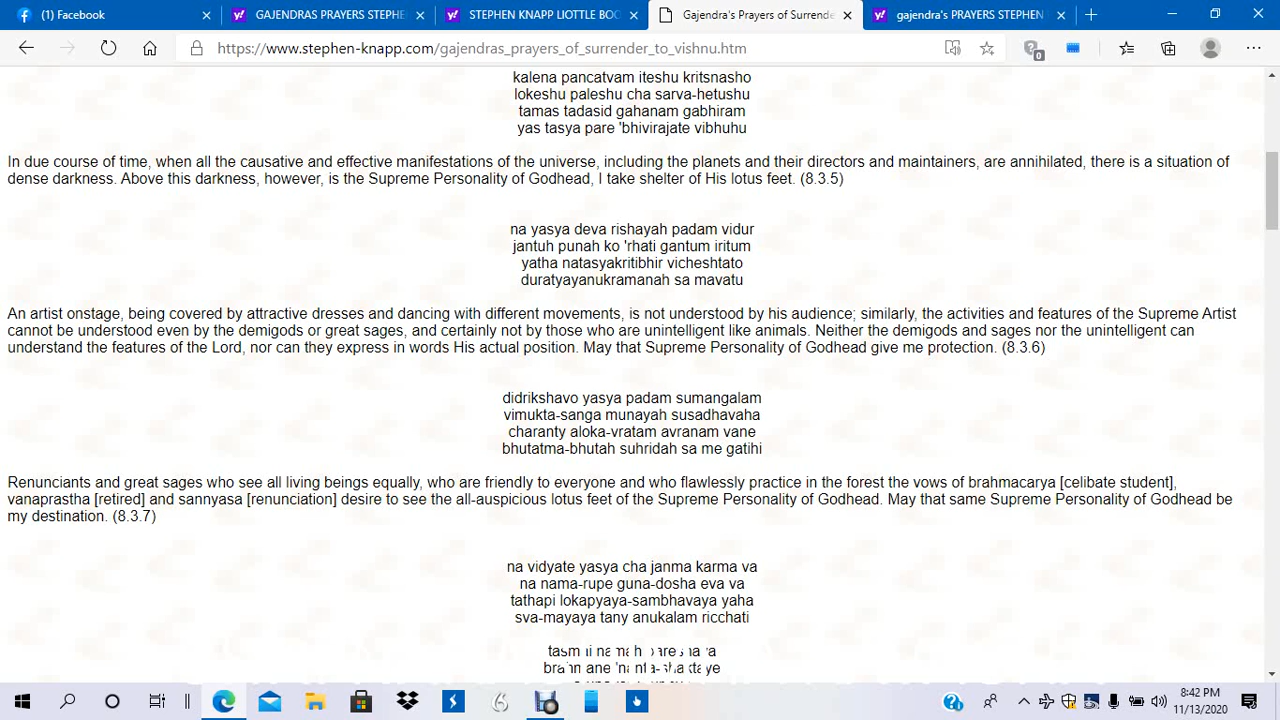 (1) Facebook
GAJENDRAS PRAYERS STEPHE
STEPHEN KNAPP LIOTTLE BOO
Gajendra's Prayers of Surrende
gajendra's PRAYERS STEPHEN
https://www.stephen-knapp.com/gajendras_prayers_of_surrender_to_vishnu.htm
0
kalena pancatvam iteshu kritsnasho
lokeshu paleshu cha sarva-hetushu
tamas tadasid gahanam gabhiram
yas tasya pare 'bhivirajate vibhuhu
In due course of time, when all the causative and effective manifestations of the universe, including the planets and their directors and maintainers, are annihilated, there is a situation of
dense darkness. Above this darkness, however, is the Supreme Personality of Godhead, I take shelter of His lotus feet. (8.3.5)
na yasya deva rishayah padam vidur
jantuh punah ko 'rhati gantum iritum
yatha natasyakritibhir vicheshtato
duratyayanukramanah sa mavatu
An artist onstage, being covered by attractive dresses and dancing with different movements, is not understood by his audience; similarly, the activities and features of the Supreme Artist
cannot be understood even by the demigods or great sages, and certainly not by those who are unintelligent like animals. Neither the demigods and sages nor the unintelligent can
understand the features of the Lord, nor can they express in words His actual position. May that Supreme Personality of Godhead give me protection. (8.3.6)
didrikshavo yasya padam sumangalam
vimukta-sanga munayah susadhavaha
charanty aloka-vratam avranam vane
bhutatma-bhutah suhridah sa me gatihi
Renunciants and great sages who see all living beings equally, who are friendly to everyone and who flawlessly practice in the forest the vows of brahmacarya [celibate student],
vanaprastha [retired] and sannyasa [renunciation] desire to see the all-auspicious lotus feet of the Supreme Personality of Godhead. May that same Supreme Personality of Godhead be
my destination. (8.3.7)
na vidyate yasya cha janma karma va
na nama-rupe guna-dosha eva va
tathapi lokapyaya-sambhavaya yaha
sva-mayaya tany anukalam ricchati
8:42 PM
11/13/2020